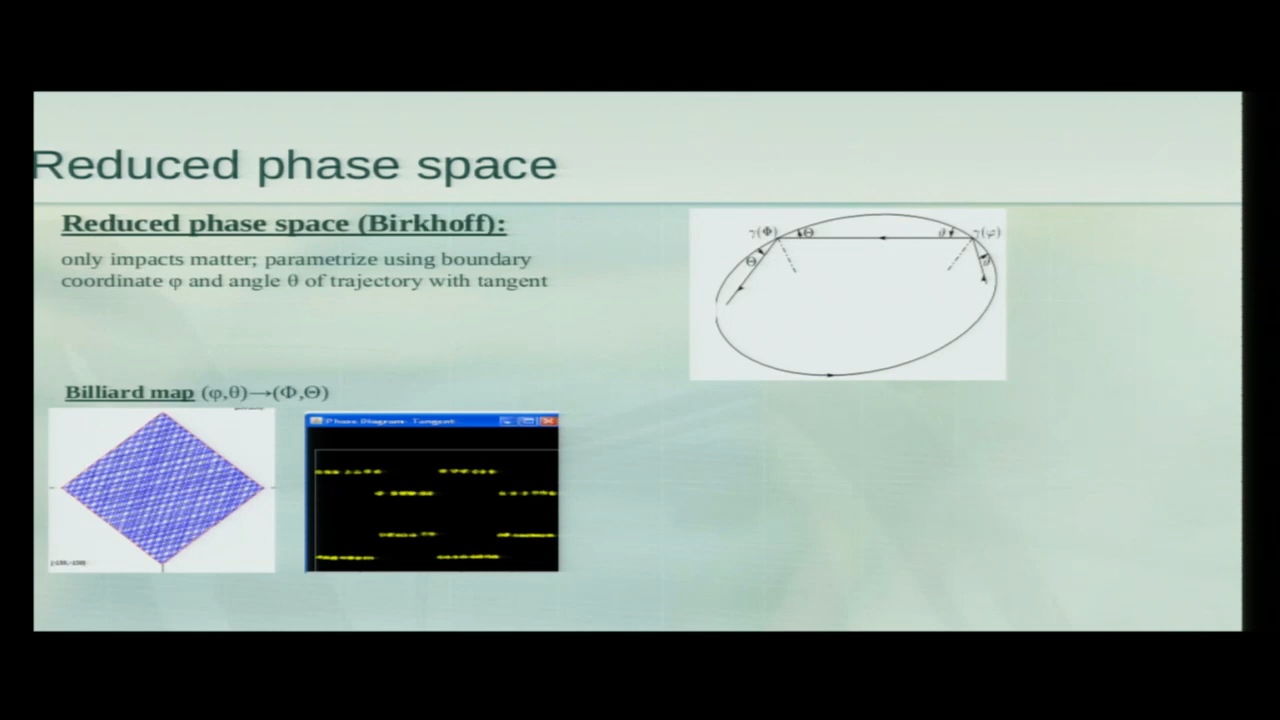 Reduced phase space
Reduced phase space (Birkhoff):
only impacts matter; parametrize using boundary
coordinate φ and angle θ of trajectory with tangent
γ(Φ) Θ ϑ γ(φ)
Θ ϑ
Billiard map (φ,θ)→(Φ,Θ)
Phase Diagram- Tangent